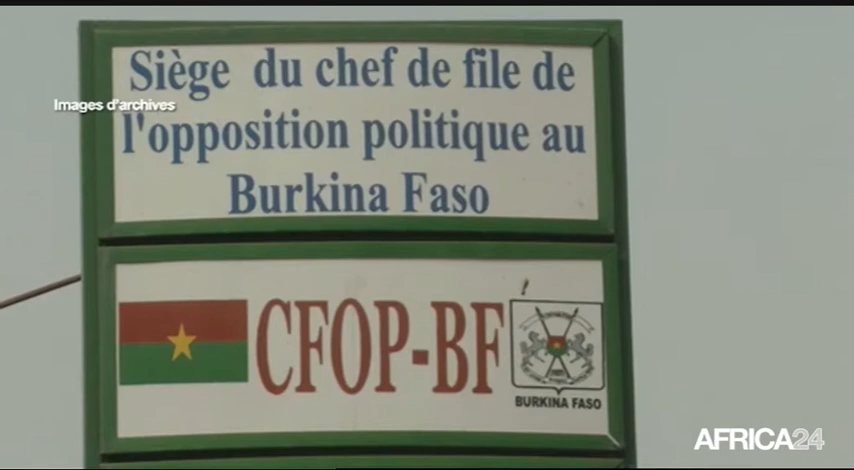 Siège du chef de file de
Images d'archives
l'opposition politique au
Burkina Faso
CFOP-BF
BURKINA FASO
AFRICA24